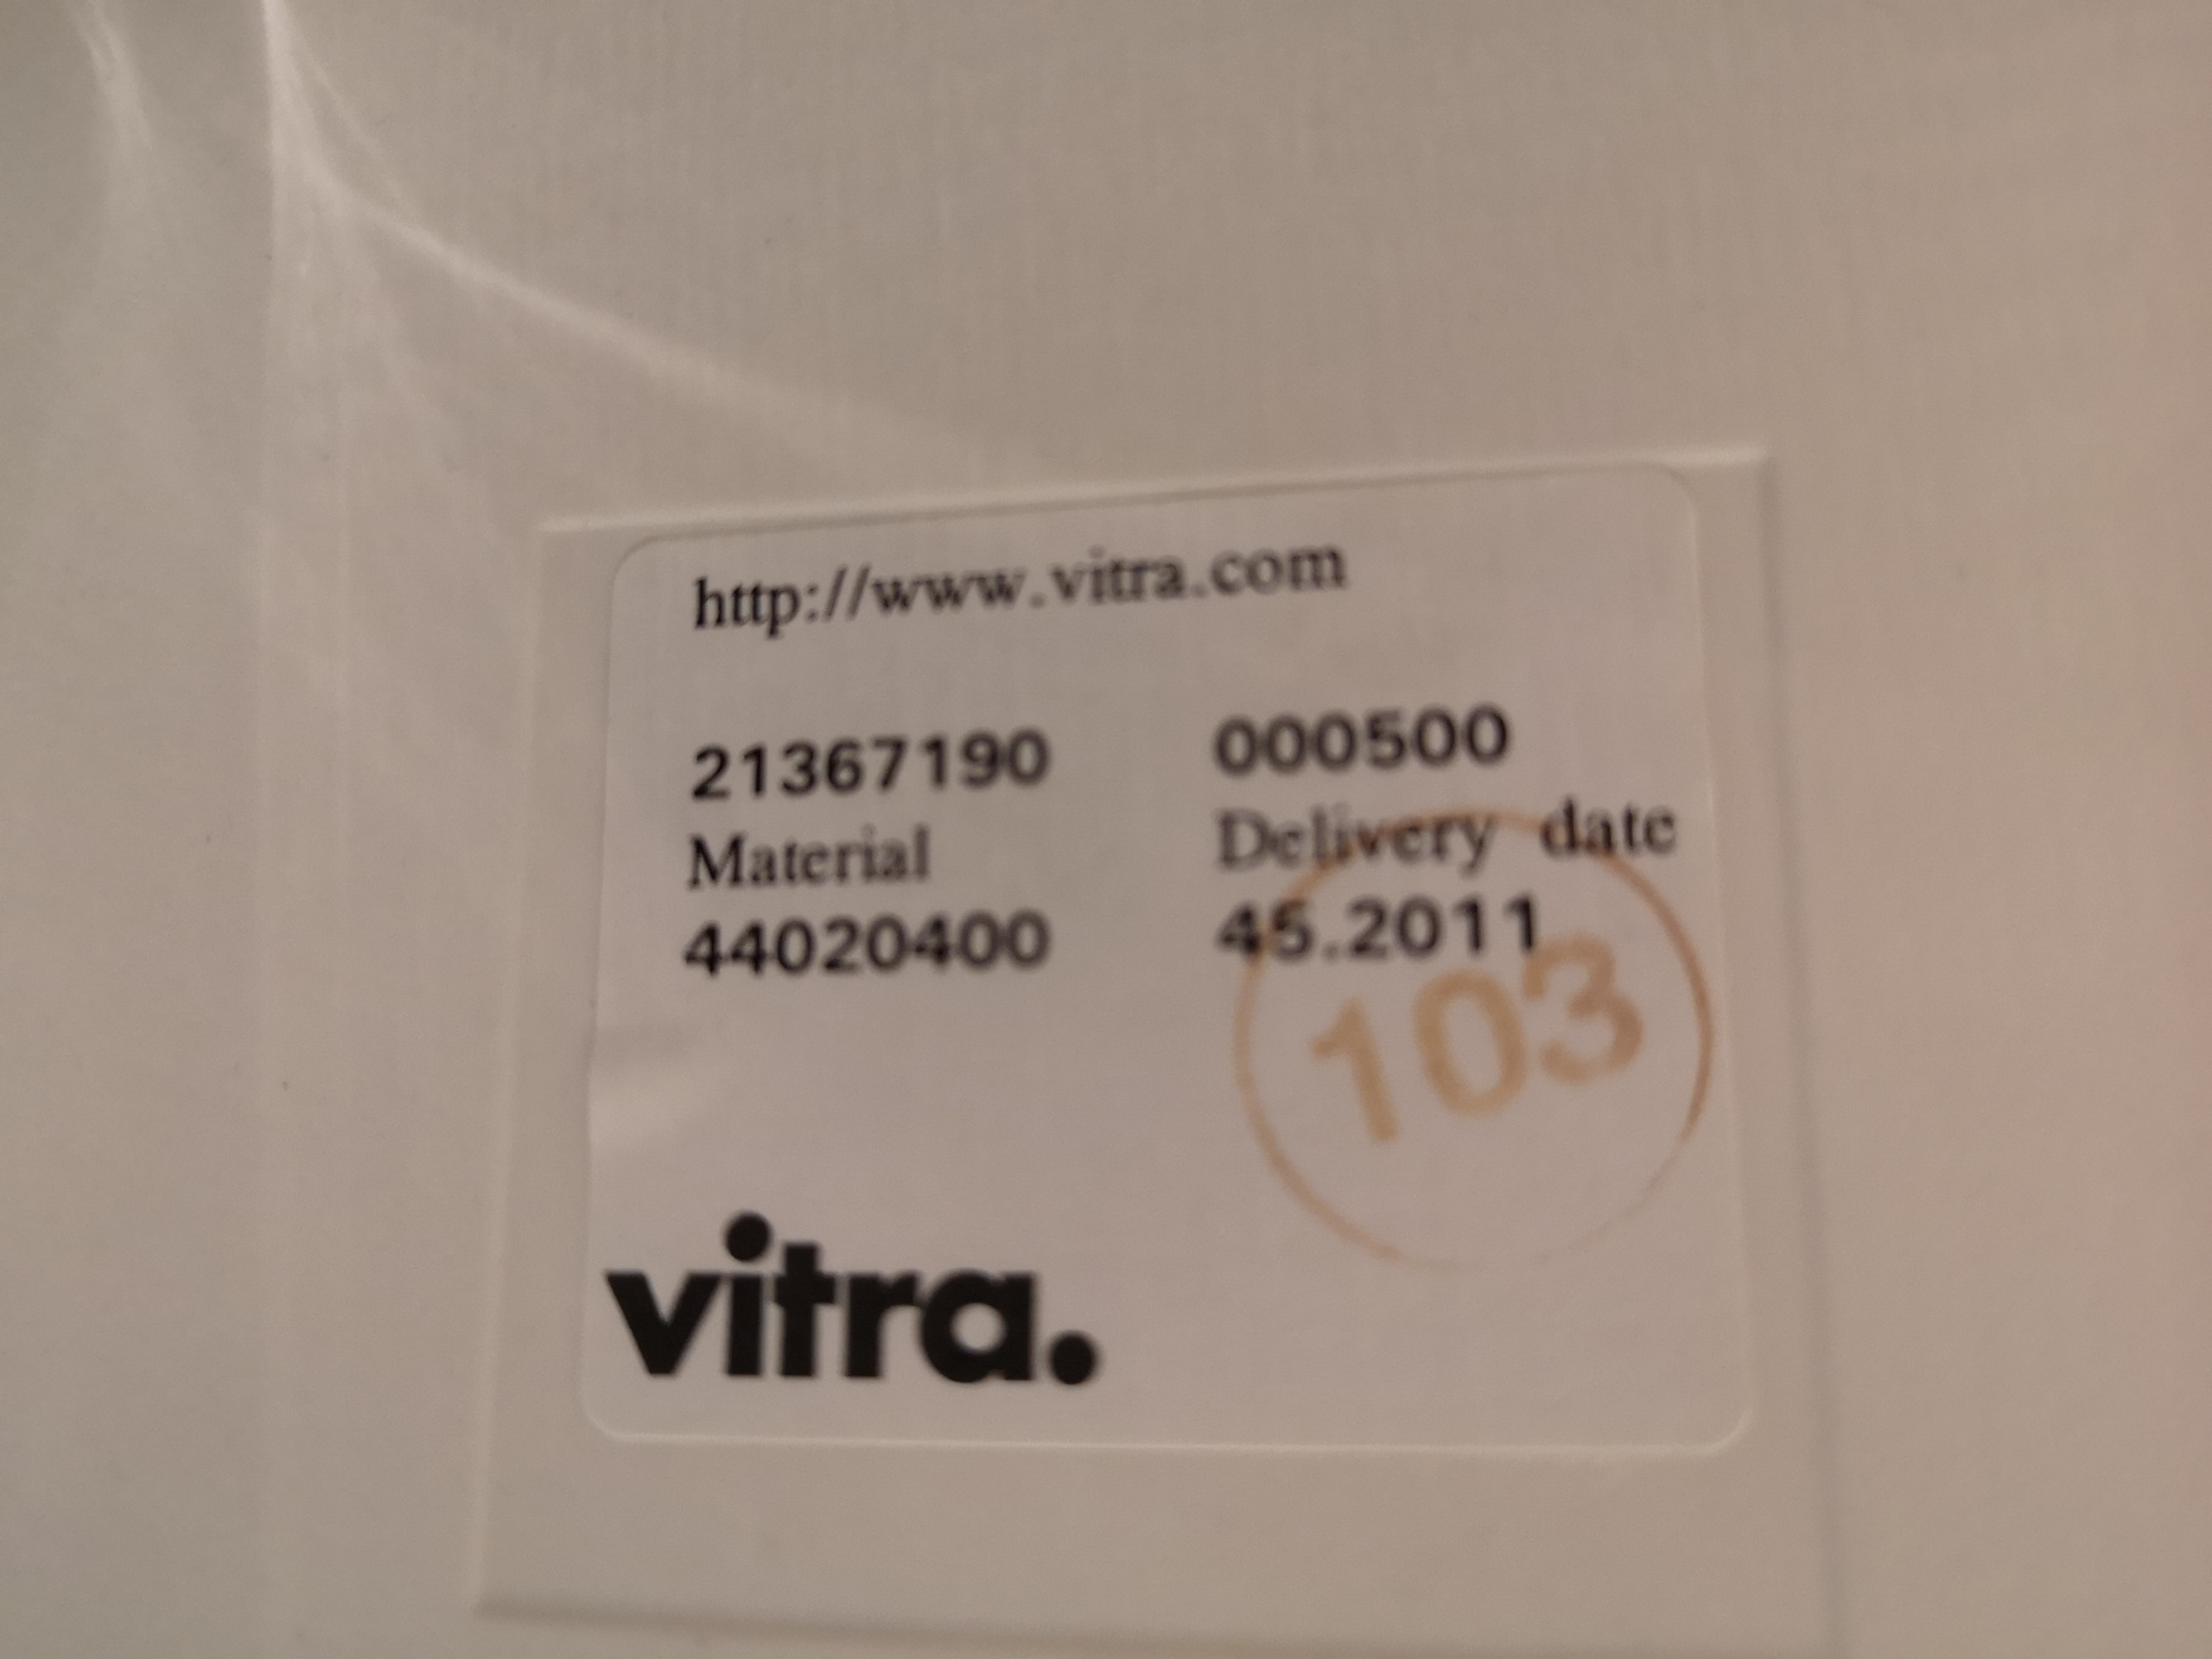 http://www.vitra.com
21367190 000500
Material Delivery date
44020400 45.2011
103
vitra.